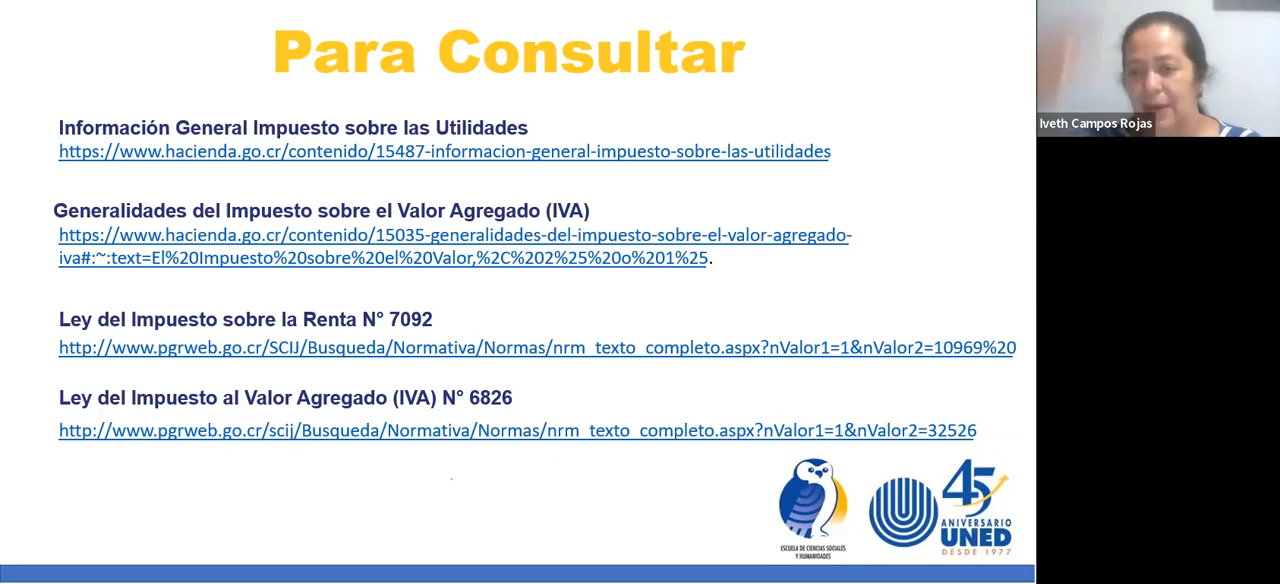 Para Consultar
Información General Impuesto sobre las Utilidades
https://www.hacienda.go.cr/contenido/15487-informacion-general-impuesto-sobre-las-utilidades
Generalidades del Impuesto sobre el Valor Agregado (IVA)
https://www.hacienda.go.cr/contenido/15035-generalidades-del-impuesto-sobre-el-valor-agregado-
iva#:~:text=El%20Impuesto%20sobre%20el%20Valor,%2C%202%25%20o%201%25.
Ley del Impuesto sobre la Renta N° 7092
http://www.pgrweb.go.cr/SCIJ/Busqueda/Normativa/Normas/nrm_texto_completo.aspx?nValor1=1&nValor2=10969%20
Ley del Impuesto al Valor Agregado (IVA) N° 6826
http://www.pgrweb.go.cr/scij/Busqueda/Normativa/Normas/nrm_texto_completo.aspx?nValor1=1&nValor2=32526
ESCUELA DE CIENCIAS SOCIALES
Y HUMANIDADES
45
ANIVERSARIO
UNED
DESDE 1977
Iveth Campos Rojas